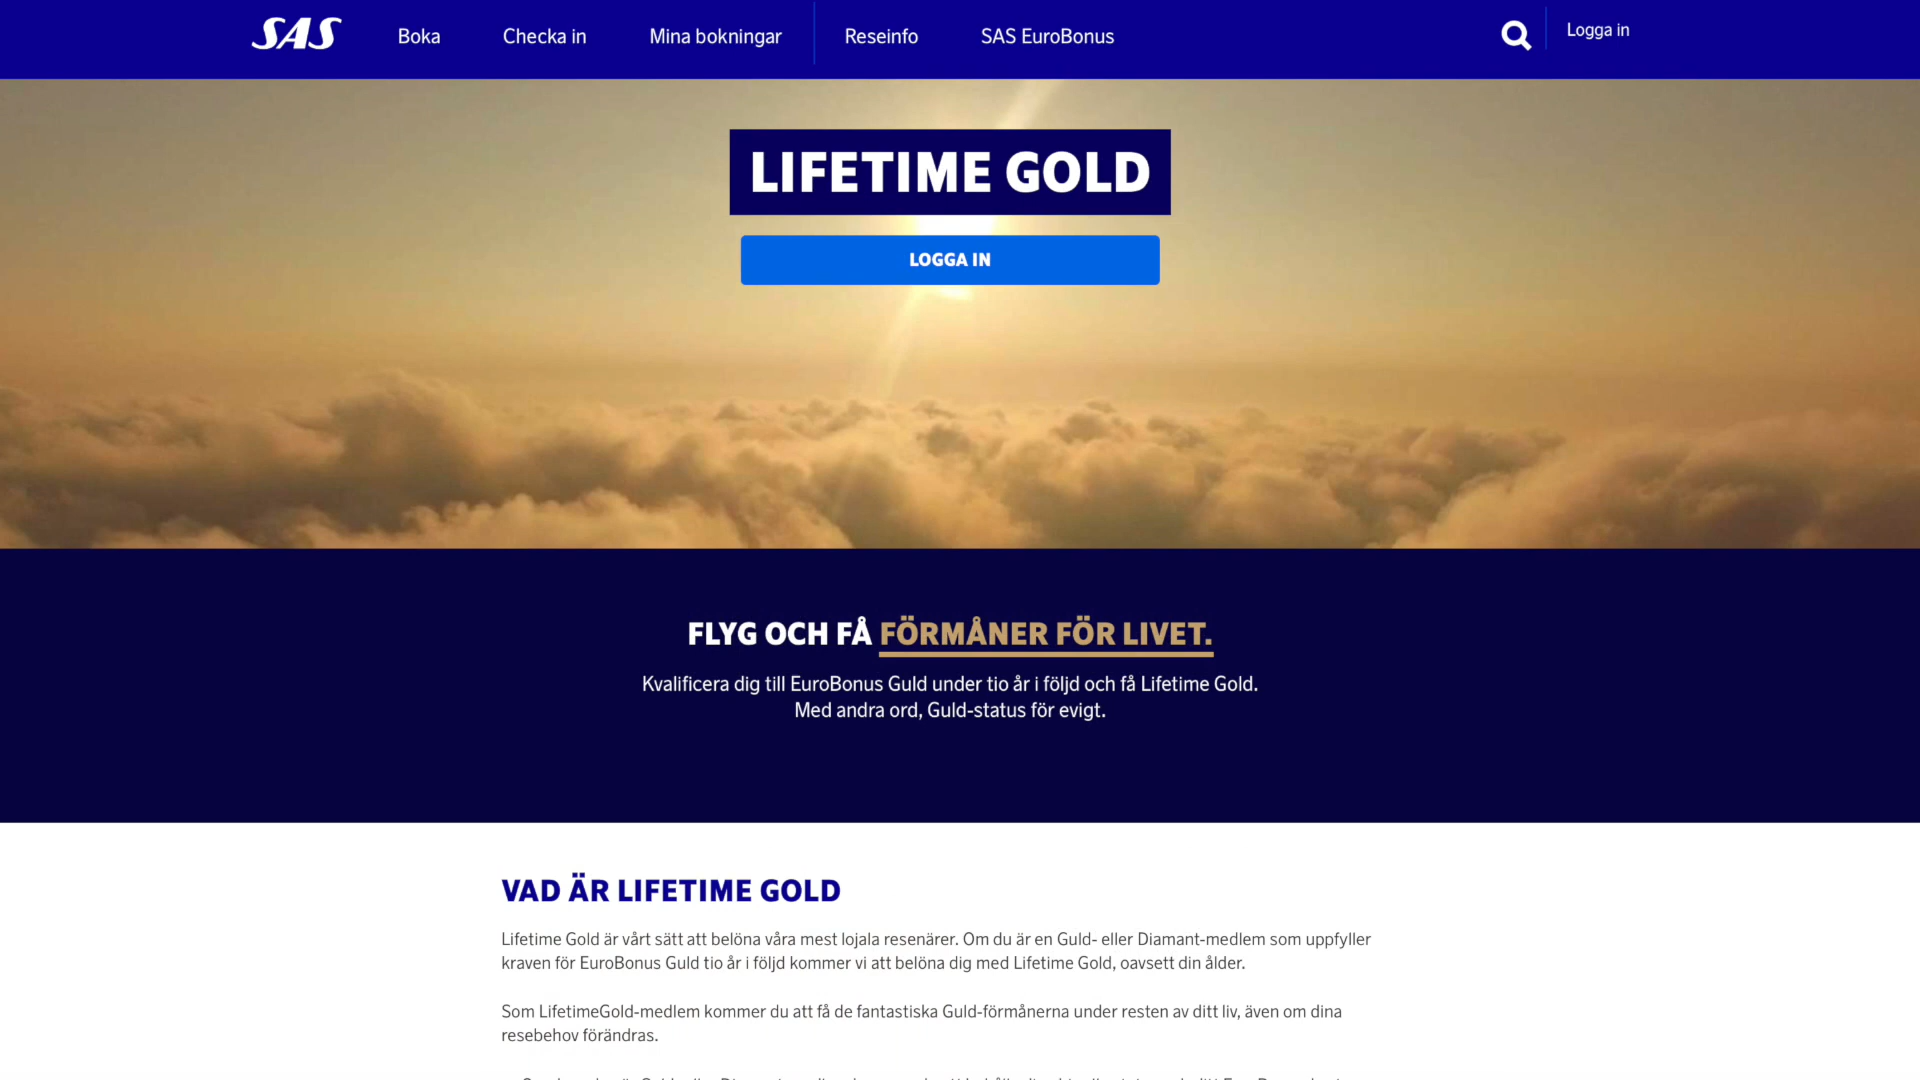 SAS
Boka
Checka in
Mina bokningar
Reseinfo
SAS EuroBonus
Logga in
LIFETIME GOLD
LOGGA IN
FLYG OCH FÅ FÖRMÅNER FÖR LIVET.
Kvalificera dig till EuroBonus Guld under tio år i följd och få Lifetime Gold.
Med andra ord, Guld-status för evigt.
VAD ÄR LIFETIME GOLD
Lifetime Gold är vårt sätt att belöna våra mest lojala resenärer. Om du är en Guld- eller Diamant-medlem som uppfyller
kraven för EuroBonus Guld tio år i följd kommer vi att belöna dig med Lifetime Gold, oavsett din ålder.
Som LifetimeGold-medlem kommer du att få de fantastiska Guld-förmånerna under resten av ditt liv, även om dina
resebehov förändras.